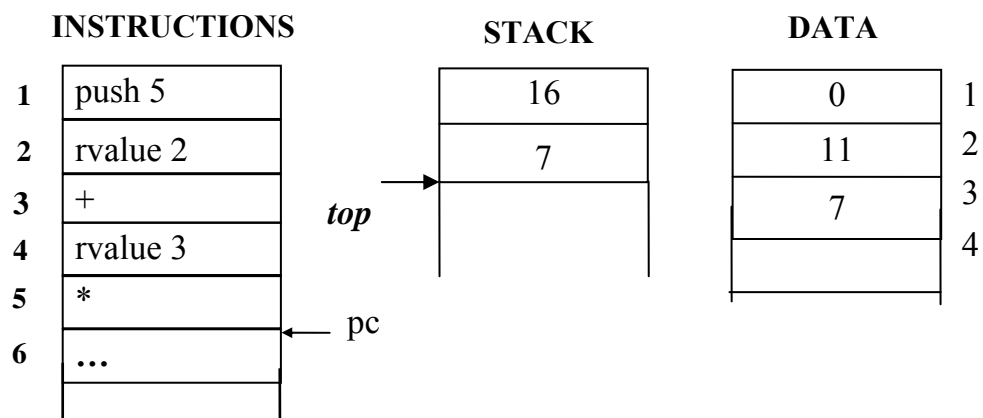 INSTRUCTIONS
1 push 5
2 rvalue 2
3 +
4 rvalue 3
5 *
6 ...
pc
STACK
16
7
top
DATA
0 1
11 2
7 3
4